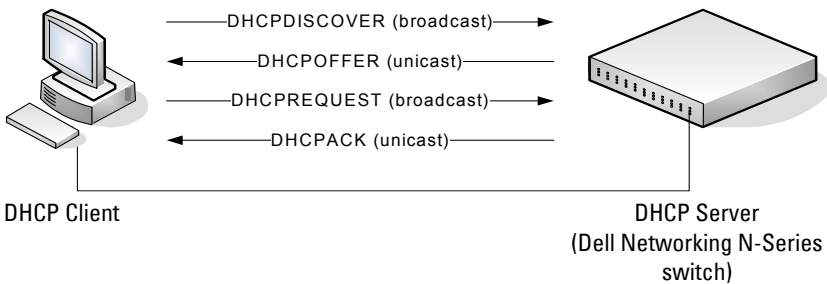 DHCPDISCOVER (broadcast)
DHCPOFFER (unicast)
DHCPREQUEST (broadcast)
DHCPACK (unicast)
DHCP Client
DHCP Server
(Dell Networking N-Series
switch)